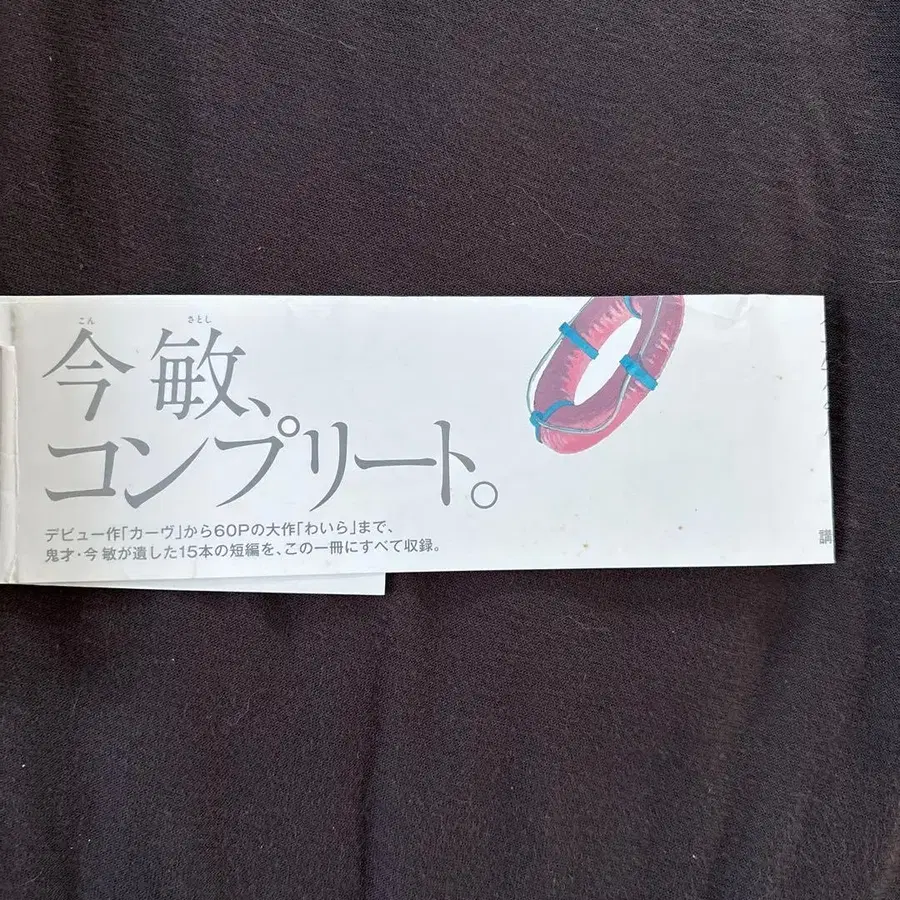 こん さとし
今 敏、
コンプリート。
デビュー作「カーヴ」から60Pの大作「わいら」まで、
鬼才・今 敏が遺した15本の短編を、この一冊にすべて収録。
講